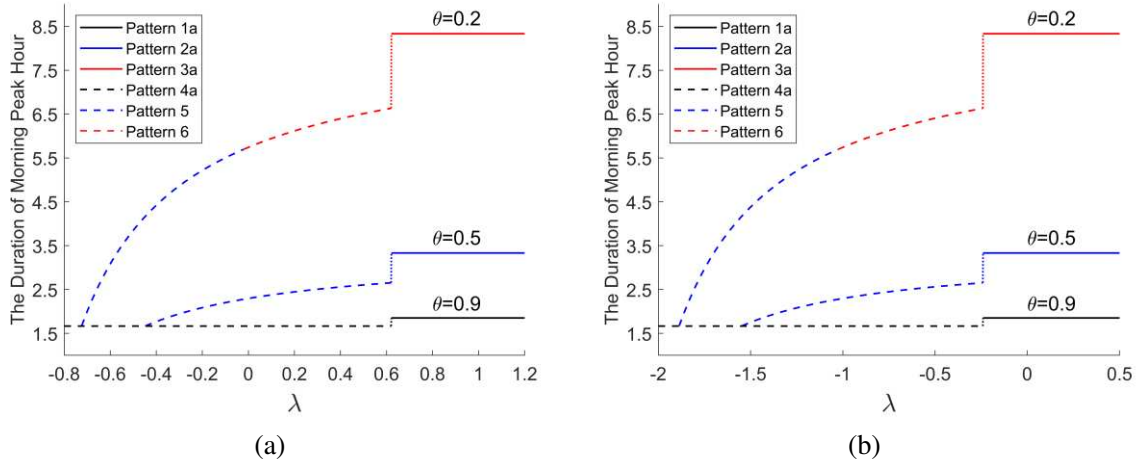 8.5
7.5
6.5
5.5
4.5
3.5
2.5
1.5
The Duration of Morning Peak Hour
Pattern 1a
Pattern 2a
Pattern 3a
Pattern 4a
Pattern 5
Pattern 6
θ=0.2
θ=0.5
θ=0.9
-0.8 -0.6 -0.4 -0.2 0 0.2 0.4 0.6 0.8 1 1.2
λ
(a)
8.5
7.5
6.5
5.5
4.5
3.5
2.5
1.5
The Duration of Morning Peak Hour
Pattern 1a
Pattern 2a
Pattern 3a
Pattern 4a
Pattern 5
Pattern 6
θ=0.2
θ=0.5
θ=0.9
-2 -1.5 -1 -0.5 0 0.5
λ
(b)